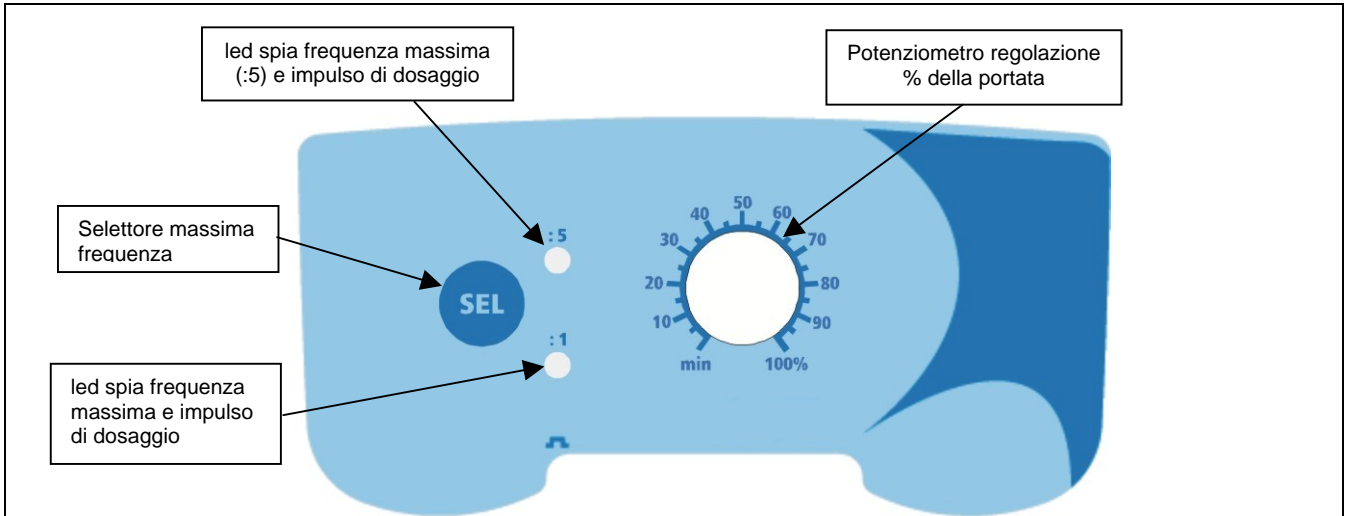 led spia frequenza massima
(:5) e impulso di dosaggio
Potenziometro regolazione
% della portata
Selettore massima
frequenza
led spia frequenza
massima e impulso
di dosaggio
SEL
: 5
: 1
min
10
20
30
40
50
60
70
80
90
100%